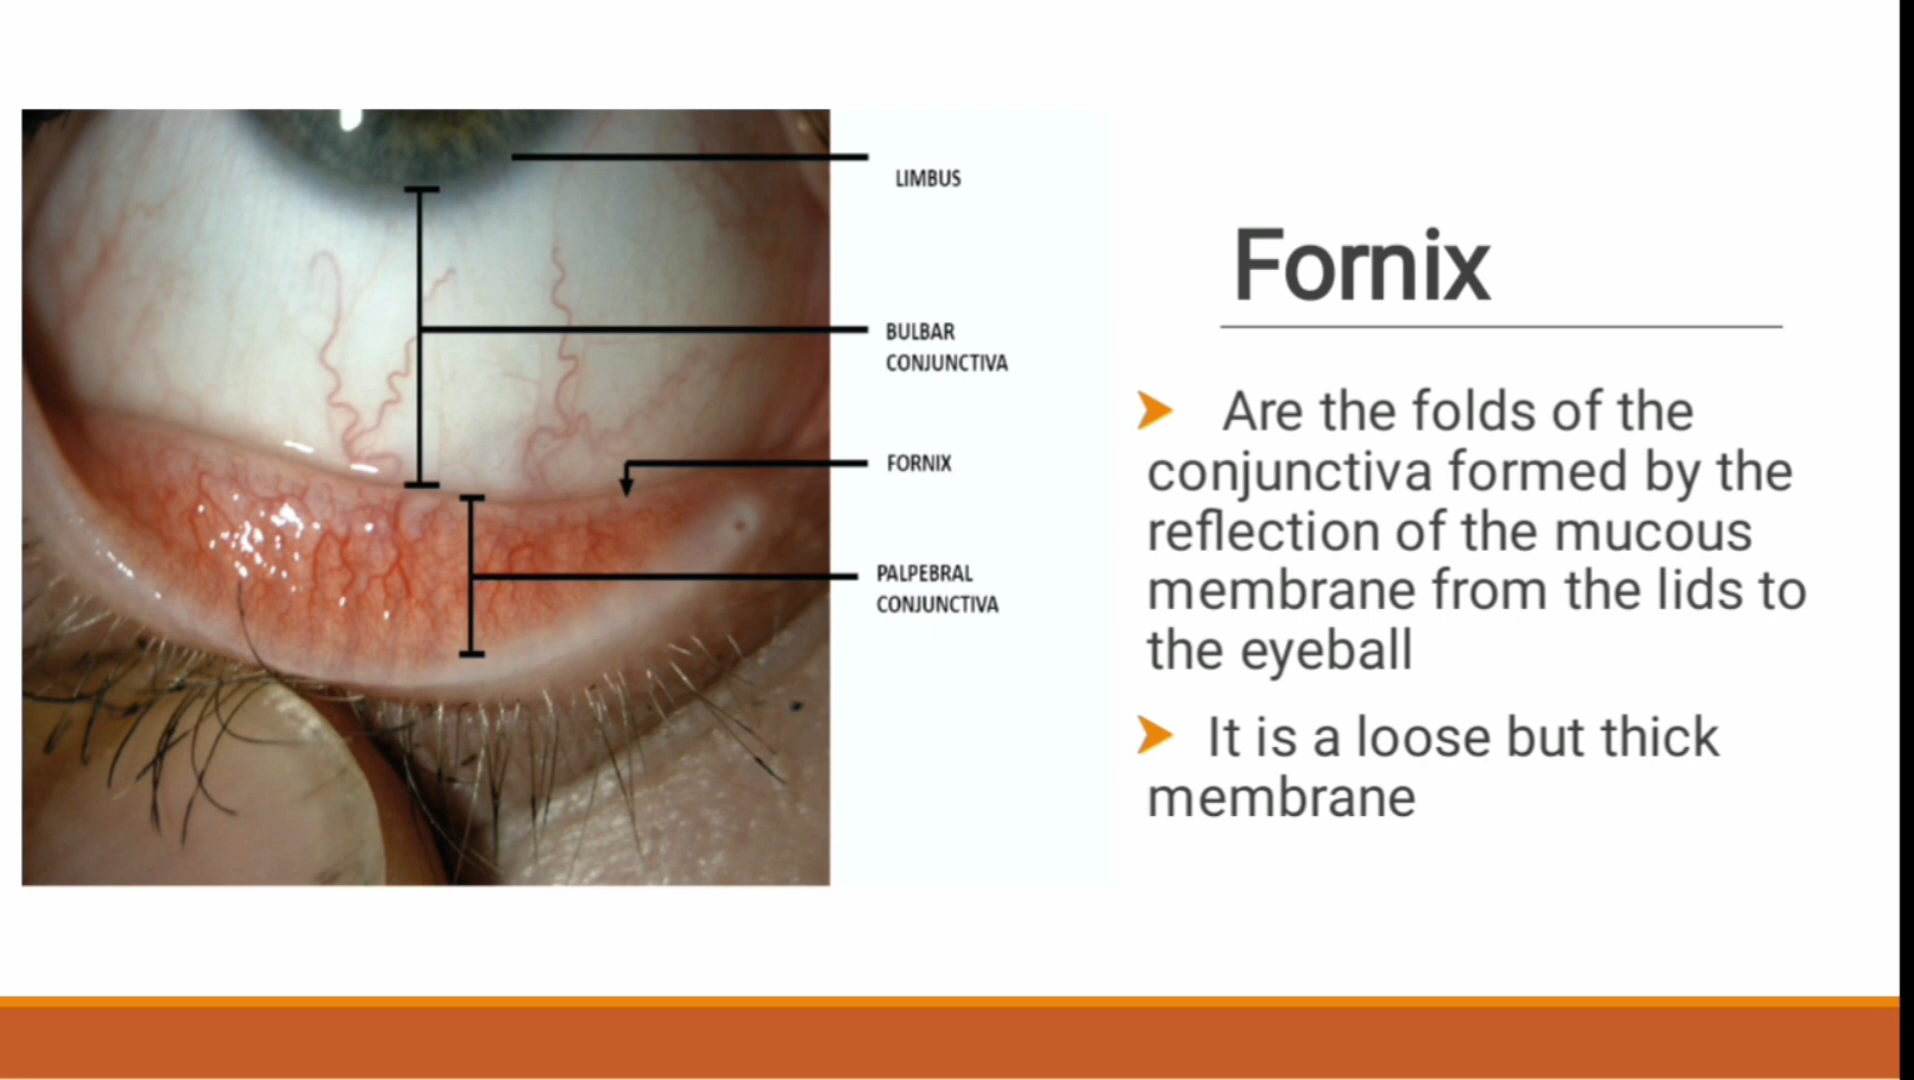 LIMBUS
BULBAR
CONJUNCTIVA
FORNIX
PALPEBRAL
CONJUNCTIVA
Fornix
Are the folds of the
conjunctiva formed by the
reflection of the mucous
membrane from the lids to
the eyeball
It is a loose but thick
membrane